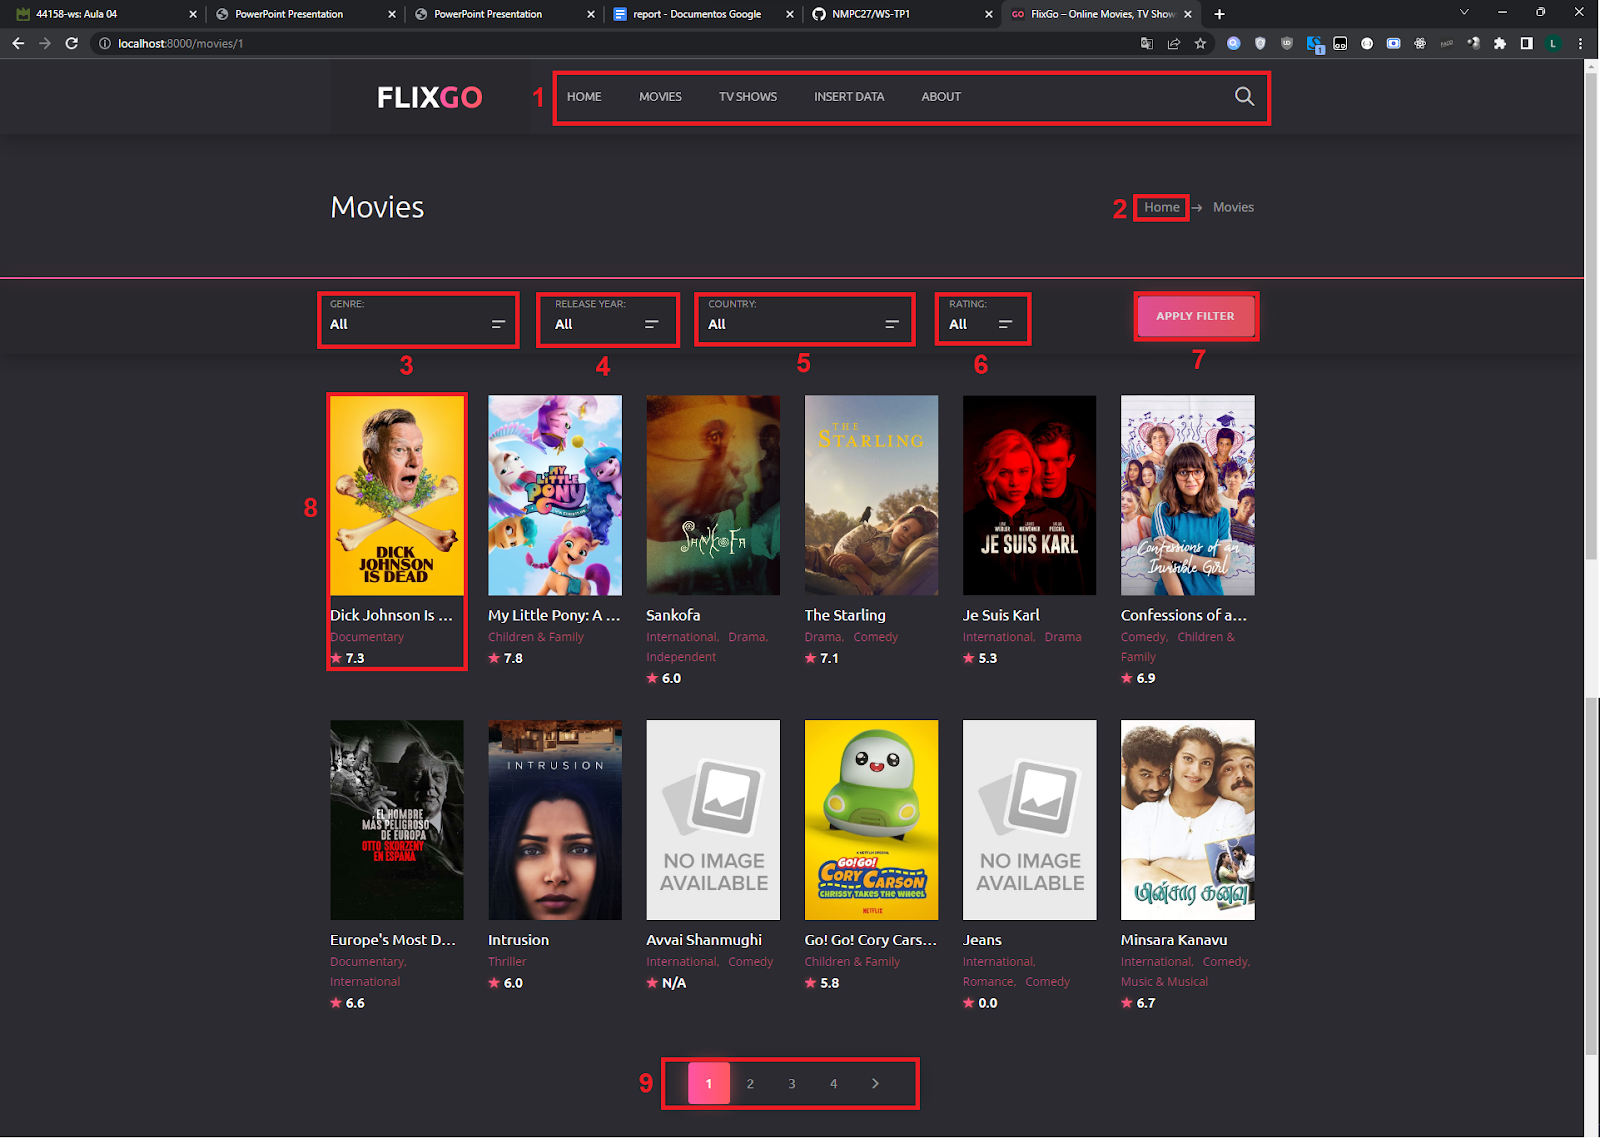 44158-ws: Aula 04
PowerPoint Presentation
PowerPoint Presentation
report - Documentos Google
NMPC27/WS-TP1
FlixGo – Online Movies, TV Show
localhost:8000/movies/1
FLIXGO
1
HOME
MOVIES
TV SHOWS
INSERT DATA
ABOUT
Movies
2
Home → Movies
GENRE:
All
RELEASE YEAR:
All
COUNTRY:
All
RATING:
All
APPLY FILTER
3
4
5
6
7
8
DICK
JOHNSON
IS DEAD
Dick Johnson Is ...
Documentary
7.3
MY
LITTLE
PONY
My Little Pony: A ...
Children & Family
7.8
SANKOFA
Sankofa
International, Drama,
Independent
6.0
THE
STARLING
The Starling
Drama, Comedy
7.1
JE SUIS KARL
Je Suis Karl
International, Drama
5.3
Confessions of an
Invisible Girl
Confessions of a...
Comedy, Children &
Family
6.9
EL HOMBRE
MÁS PELIGROSO
DE EUROPA
OTTO SKORZENY
EN ESPAÑA
Europe's Most D...
Documentary,
International
6.6
INTRUSION
Intrusion
Thriller
6.0
NO IMAGE
AVAILABLE
Avvai Shanmughi
International, Comedy
N/A
A NETFLIX SPECIAL
GO! GO!
CORY CARSON
CHRISSY TAKES THE WHEEL
NETFLIX
Go! Go! Cory Cars...
Children & Family
5.8
NO IMAGE
AVAILABLE
Jeans
International,
Romance, Comedy
0.0
மின்சார கனவு
Minsara Kanavu
International, Comedy,
Music & Musical
6.7
9
1 2 3 4 >